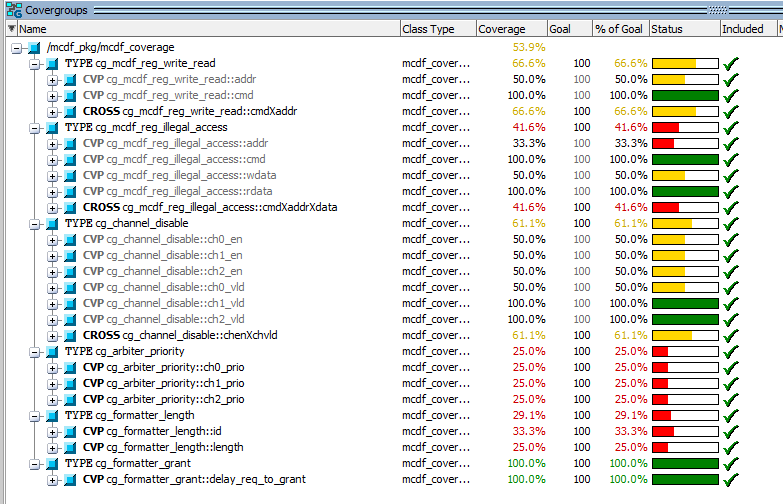 Covergroups
Name Class Type Coverage Goal % of Goal Status Included
/mcdf_pkg/mcdf_coverage 53.9%
TYPE cg_mcdf_reg_write_read mcdf_cover... 66.6% 100 66.6%
CVP cg_mcdf_reg_write_read::addr mcdf_cover... 50.0% 100 50.0%
CVP cg_mcdf_reg_write_read::cmd mcdf_cover... 100.0% 100 100.0%
CROSS cg_mcdf_reg_write_read::cmdXaddr mcdf_cover... 66.6% 100 66.6%
TYPE cg_mcdf_reg_illegal_access mcdf_cover... 41.6% 100 41.6%
CVP cg_mcdf_reg_illegal_access::addr mcdf_cover... 33.3% 100 33.3%
CVP cg_mcdf_reg_illegal_access::cmd mcdf_cover... 100.0% 100 100.0%
CVP cg_mcdf_reg_illegal_access::wdata mcdf_cover... 50.0% 100 50.0%
CVP cg_mcdf_reg_illegal_access::rdata mcdf_cover... 100.0% 100 100.0%
CROSS cg_mcdf_reg_illegal_access::cmdXaddrXdata mcdf_cover... 41.6% 100 41.6%
TYPE cg_channel_disable mcdf_cover... 61.1% 100 61.1%
CVP cg_channel_disable::ch0_en mcdf_cover... 50.0% 100 50.0%
CVP cg_channel_disable::ch1_en mcdf_cover... 50.0% 100 50.0%
CVP cg_channel_disable::ch2_en mcdf_cover... 50.0% 100 50.0%
CVP cg_channel_disable::ch0_vld mcdf_cover... 50.0% 100 50.0%
CVP cg_channel_disable::ch1_vld mcdf_cover... 100.0% 100 100.0%
CVP cg_channel_disable::ch2_vld mcdf_cover... 100.0% 100 100.0%
CROSS cg_channel_disable::chenXchvld mcdf_cover... 61.1% 100 61.1%
TYPE cg_arbiter_priority mcdf_cover... 25.0% 100 25.0%
CVP cg_arbiter_priority::ch0_prio mcdf_cover... 25.0% 100 25.0%
CVP cg_arbiter_priority::ch1_prio mcdf_cover... 25.0% 100 25.0%
CVP cg_arbiter_priority::ch2_prio mcdf_cover... 25.0% 100 25.0%
TYPE cg_formatter_length mcdf_cover... 29.1% 100 29.1%
CVP cg_formatter_length::id mcdf_cover... 33.3% 100 33.3%
CVP cg_formatter_length::length mcdf_cover... 25.0% 100 25.0%
TYPE cg_formatter_grant mcdf_cover... 100.0% 100 100.0%
CVP cg_formatter_grant::delay_req_to_grant mcdf_cover... 100.0% 100 100.0%